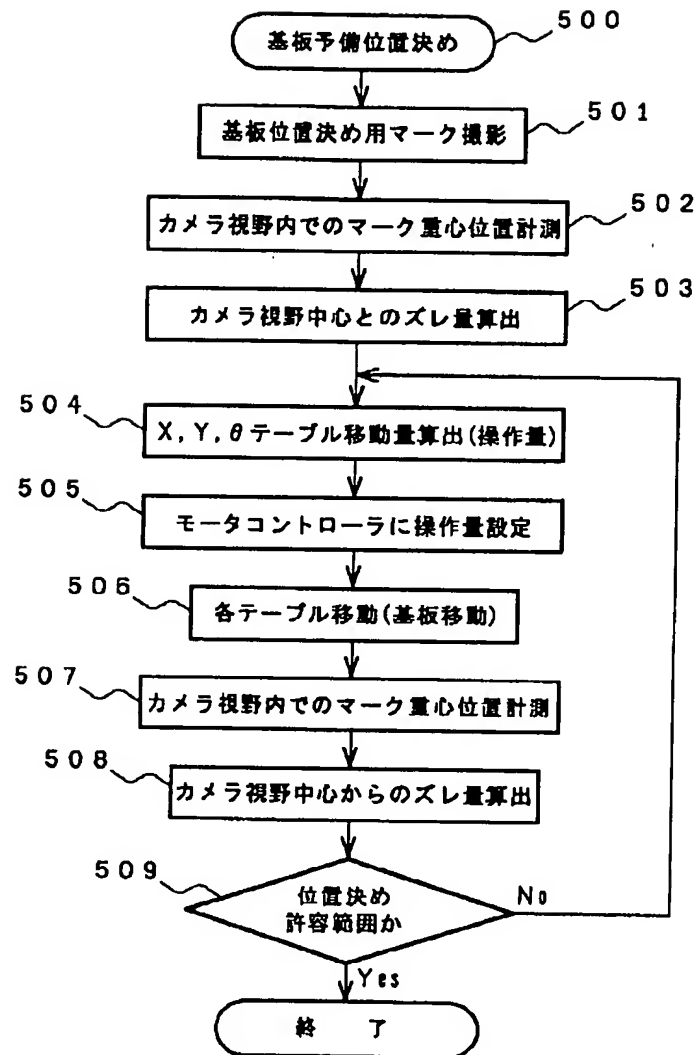 基板予備位置決め
500
基板位置決め用マーク撮影
501
カメラ視野内でのマーク重心位置計測
502
カメラ視野中心とのズレ量算出
503
504
X,Y,θテーブル移動量算出(操作量)
505
モータコントローラに操作量設定
506
各テーブル移動(基板移動)
507
カメラ視野内でのマーク重心位置計測
508
カメラ視野中心からのズレ量算出
509
位置決め
許容範囲か
No
Yes
終 了